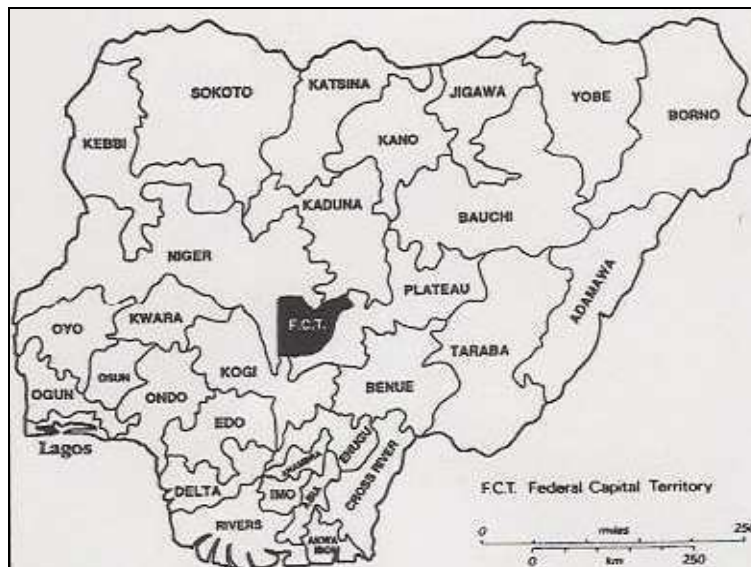 SOKOTO
KATSINA
JIGAWA
YOBE
BORNO
KEBBI
KANO
KADUNA
BAUCHI
NIGER
PLATEAU
ADAMAWA
F.C.T.
KWARA
OYO
TARABA
KOGI
OSUN
BENUE
OGUN
ONDO
EDO
Lagos
ENUGU
ANAMBRA
CROSS RIVER
DELTA
IMO
ABIA
F.C.T. Federal Capital Territory
RIVERS
AKWA
IBOM
0 miles 250
0 km 250